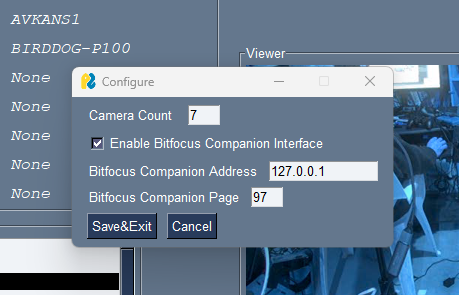 AVKANS1
BIRDDOG-P100
None
None
None
None
None
Viewer
Configure
Camera Count 7
Enable Bitfocus Companion Interface
Bitfocus Companion Address 127.0.0.1
Bitfocus Companion Page 97
Save&Exit Cancel